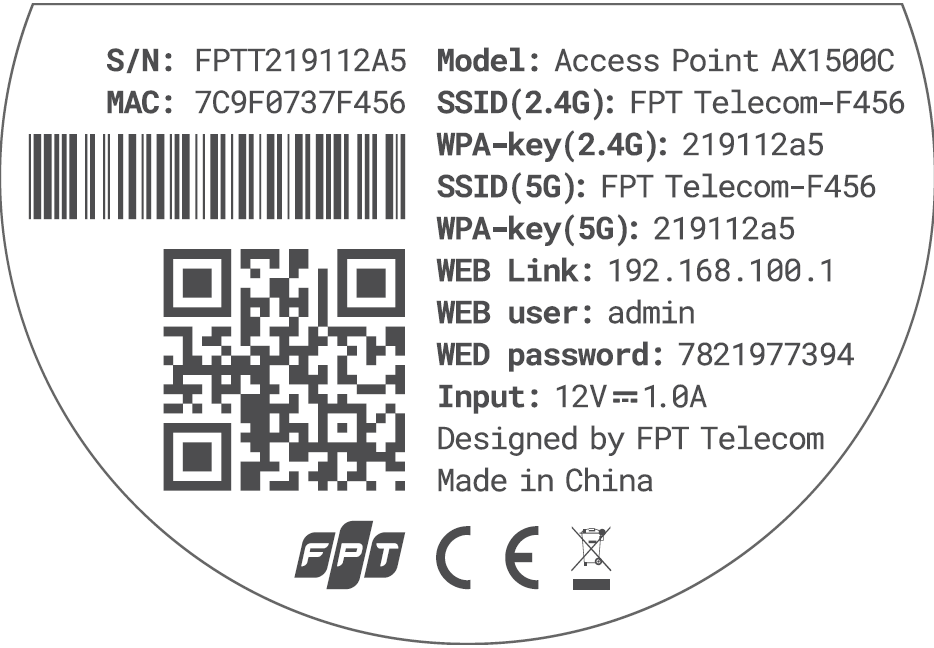 S/N: FPTT219112A5
MAC: 7C9F0737F456
Model: Access Point AX1500C
SSID(2.4G): FPT Telecom-F456
WPA-key(2.4G): 219112a5
SSID(5G): FPT Telecom-F456
WPA-key(5G): 219112a5
WEB Link: 192.168.100.1
WEB user: admin
WED password: 7821977394
Input: 12V⎓1.0A
Designed by FPT Telecom
Made in China
FPT CE